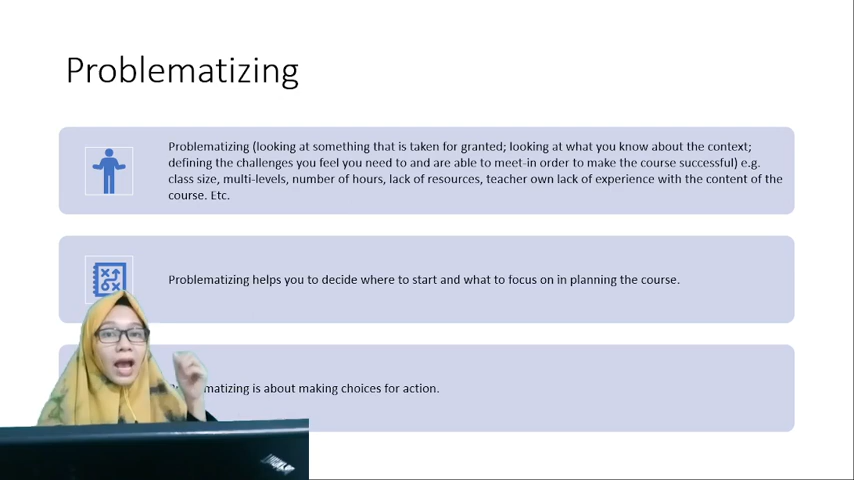 Problematizing
Problematizing (looking at something that is taken for granted; looking at what you know about the context;
defining the challenges you feel you need to and are able to meet-in order to make the course successful) e.g.
class size, multi-levels, number of hours, lack of resources, teacher own lack of experience with the content of the
course. Etc.
Problematizing helps you to decide where to start and what to focus on in planning the course.
matizing is about making choices for action.